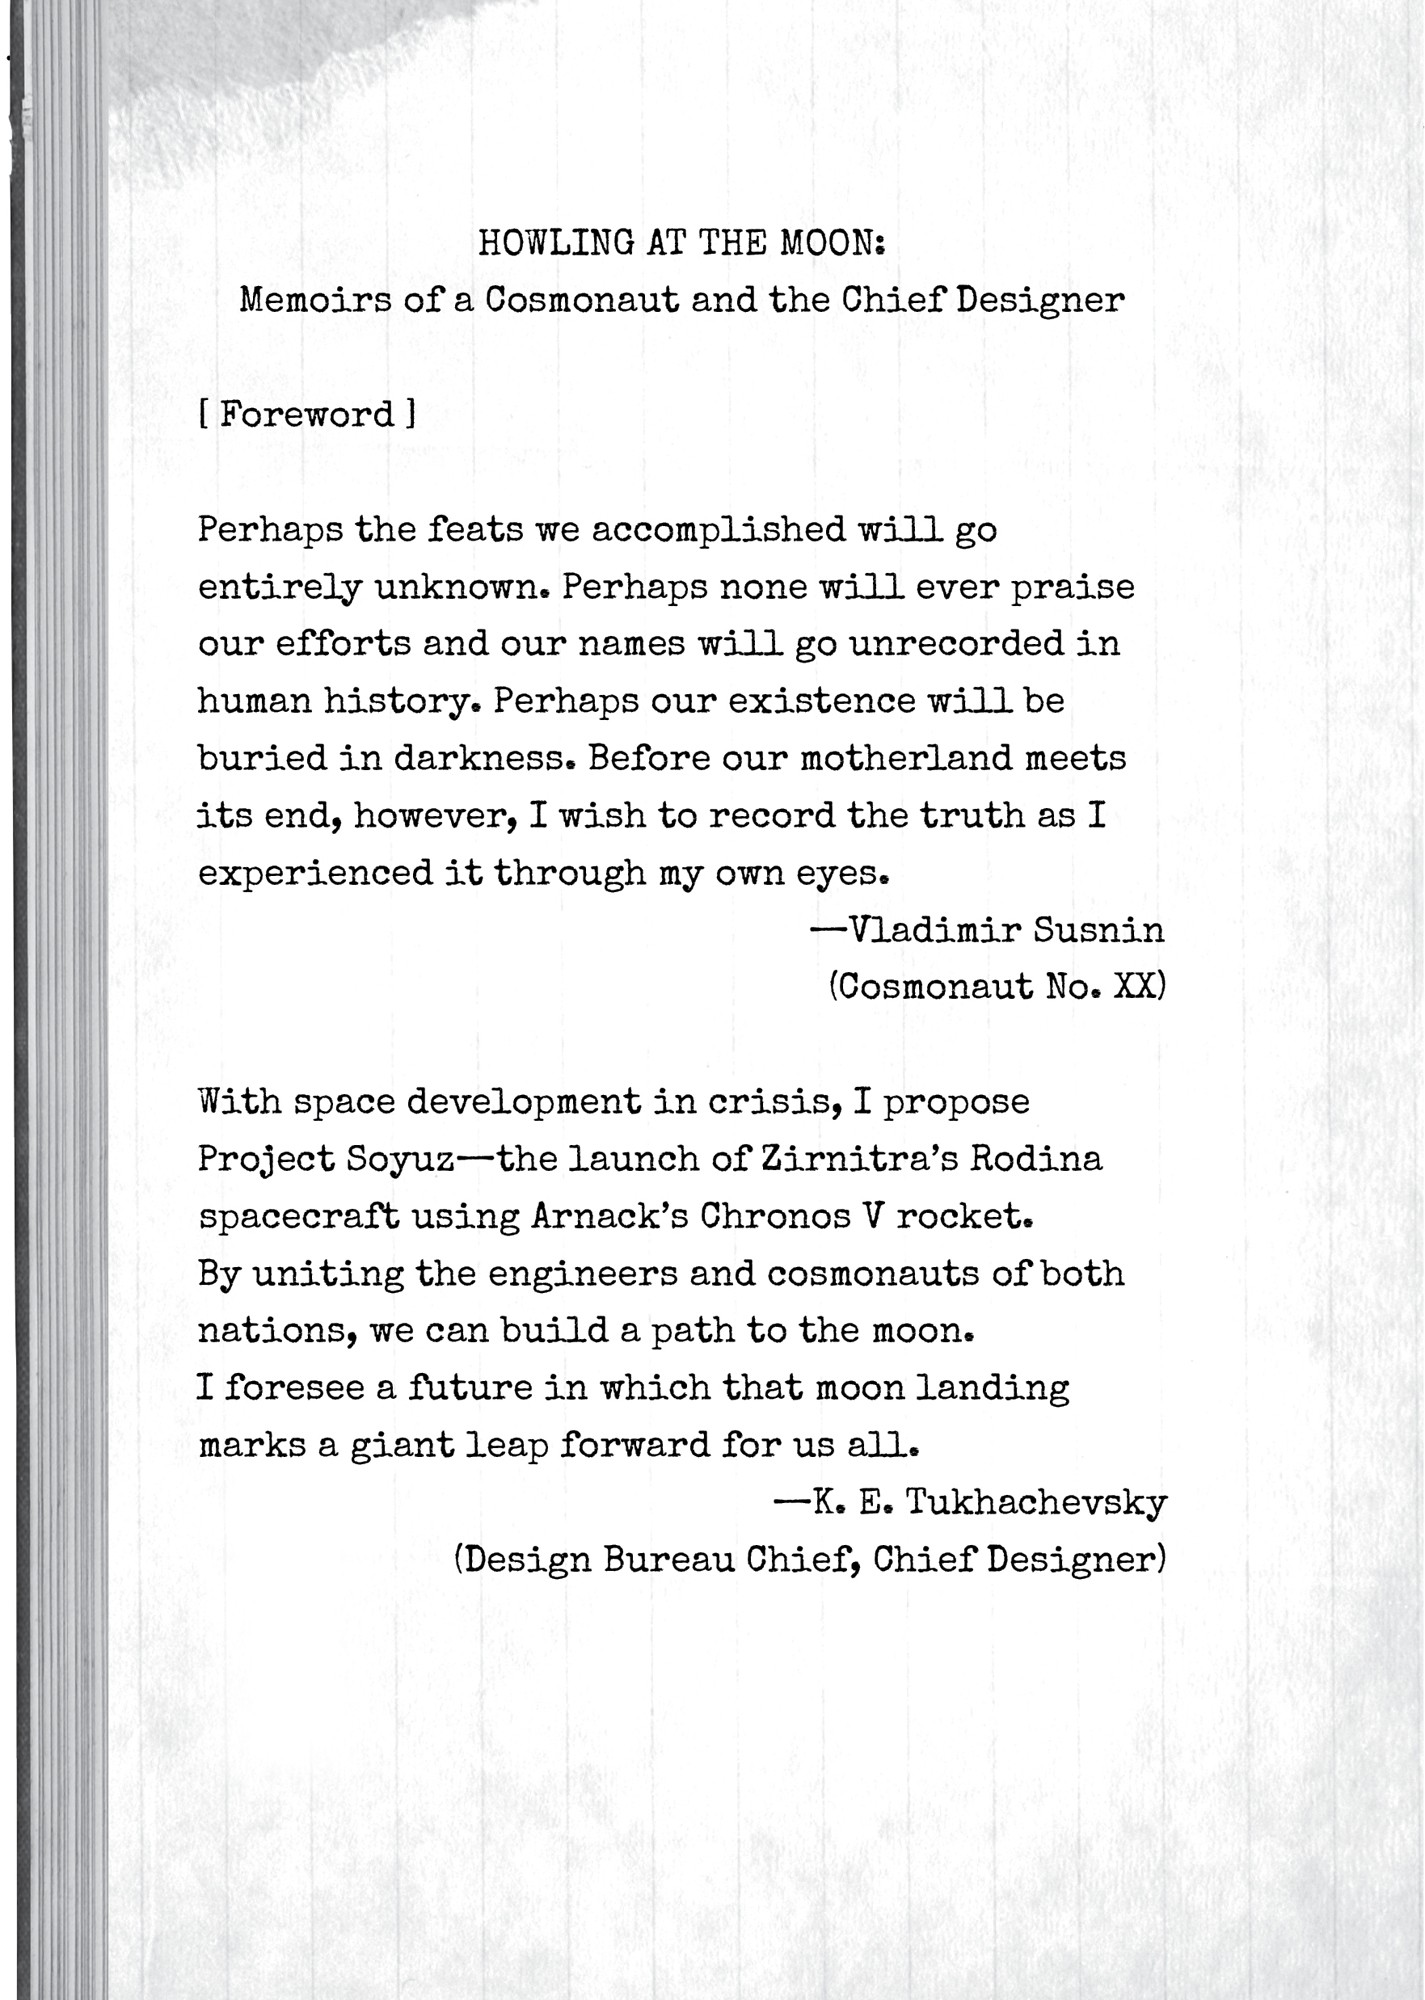 HOWLING AT THE MOON:
Memoirs of a Cosmonaut and the Chief Designer
[ Foreword ]
Perhaps the feats we accomplished will go
entirely unknown. Perhaps none will ever praise
our efforts and our names will go unrecorded in
human history. Perhaps our existence will be
buried in darkness. Before our motherland meets
its end, however, I wish to record the truth as I
experienced it through my own eyes.
—Vladimir Susnin
(Cosmonaut No. XX)
With space development in crisis, I propose
Project Soyuz—the launch of Zirnitra’s Rodina
spacecraft using Arnack’s Chronos V rocket.
By uniting the engineers and cosmonauts of both
nations, we can build a path to the moon.
I foresee a future in which that moon landing
marks a giant leap forward for us all.
—K. E. Tukhachevsky
(Design Bureau Chief, Chief Designer)